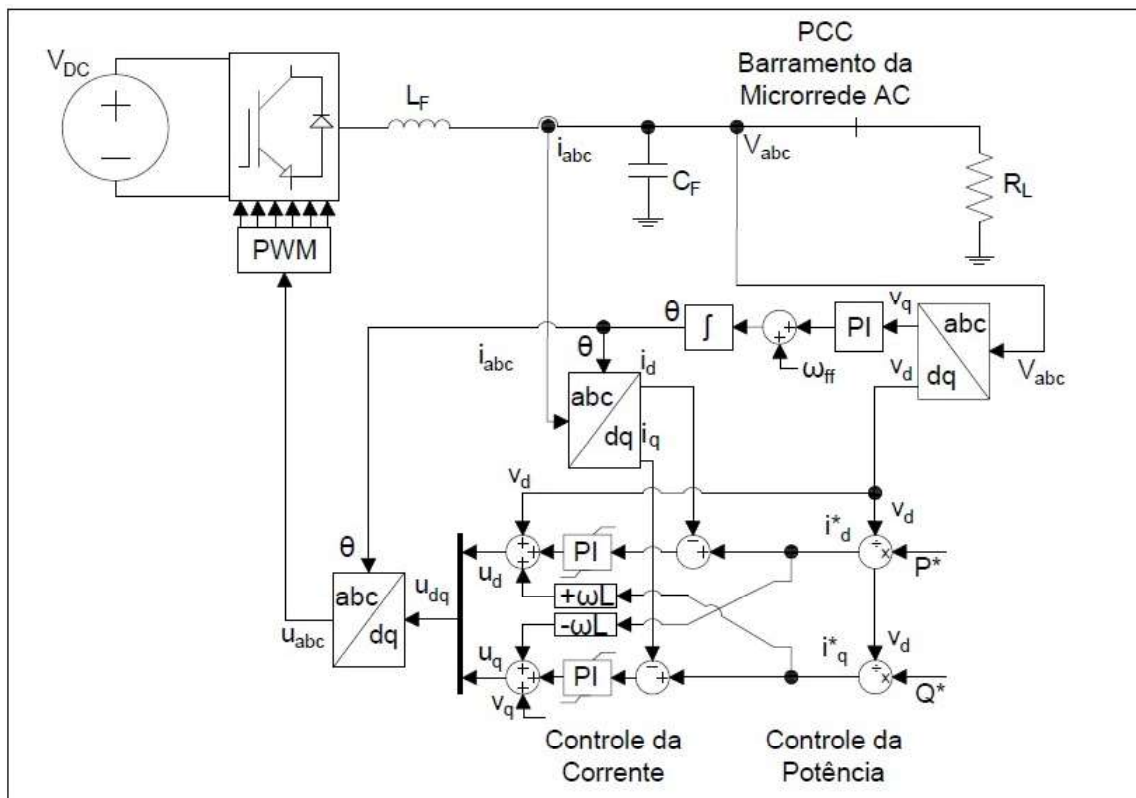 PCC
Barramento da
Microrrede AC
V_DC
L_F
i_abc
V_abc
C_F
R_L
PWM
θ
∫
PI
v_q
abc
dq
v_d
V_abc
ω_ff
θ
θ
i_abc
abc
dq
i_d
i_q
v_d
v_d
i*_d
P*
÷
x
PI
u_d
+ωL
-ωL
θ
abc
dq
u_dq
u_abc
u_q
PI
v_q
i*_q
v_d
Q*
÷
x
Controle da
Corrente
Controle da
Potência